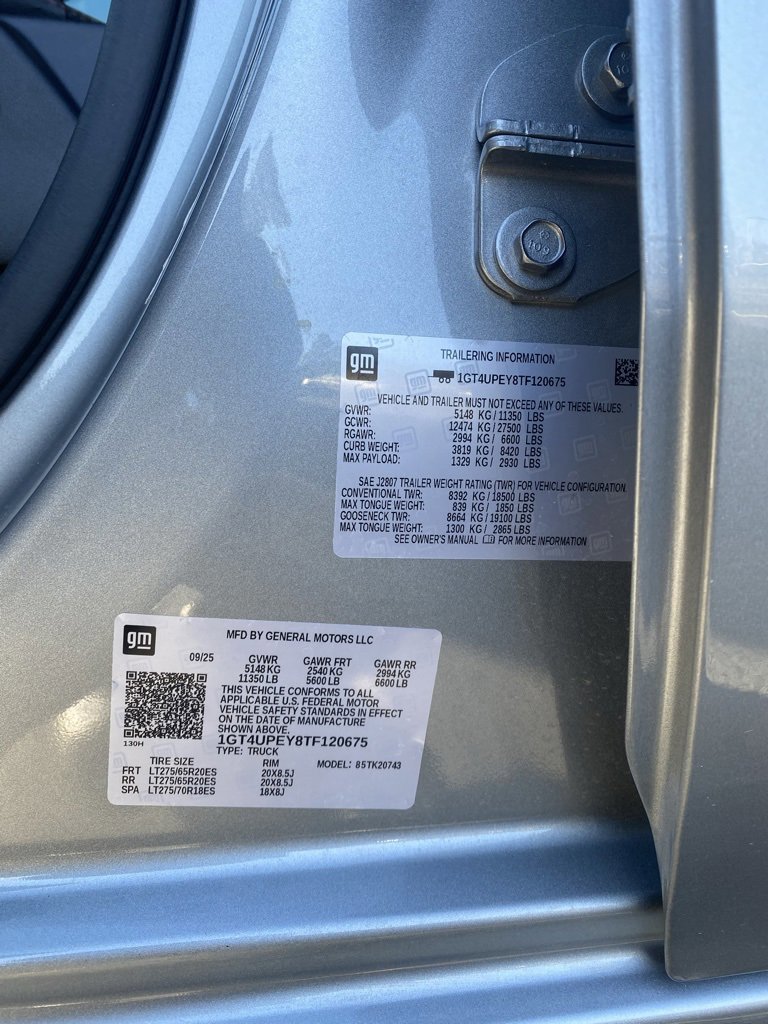 gm TRAILERING INFORMATION
1GT4UPEY8TF120675
VEHICLE AND TRAILER MUST NOT EXCEED ANY OF THESE VALUES.
GVWR: 5148 KG / 11350 LBS
GCWR: 12474 KG / 27500 LBS
RGAWR: 2994 KG / 6600 LBS
CURB WEIGHT: 3819 KG / 8420 LBS
MAX PAYLOAD: 1329 KG / 2930 LBS
SAE J2807 TRAILER WEIGHT RATING (TWR) FOR VEHICLE CONFIGURATION.
CONVENTIONAL TWR: 8392 KG / 18500 LBS
MAX TONGUE WEIGHT: 839 KG / 1850 LBS
GOOSENECK TWR: 8664 KG / 19100 LBS
MAX TONGUE WEIGHT: 1300 KG / 2865 LBS
SEE OWNER'S MANUAL FOR MORE INFORMATION
gm MFD BY GENERAL MOTORS LLC
09/25 GVWR GAWR FRT GAWR RR
5148 KG 2540 KG 2994 KG
11350 LB 5600 LB 6600 LB
THIS VEHICLE CONFORMS TO ALL
APPLICABLE U.S. FEDERAL MOTOR
VEHICLE SAFETY STANDARDS IN EFFECT
ON THE DATE OF MANUFACTURE
SHOWN ABOVE.
130H 1GT4UPEY8TF120675
TYPE: TRUCK
TIRE SIZE RIM MODEL: 85TK20743
FRT LT275/65R20ES 20X8.5J
RR LT275/65R20ES 20X8.5J
SPA LT275/70R18ES 18X8J